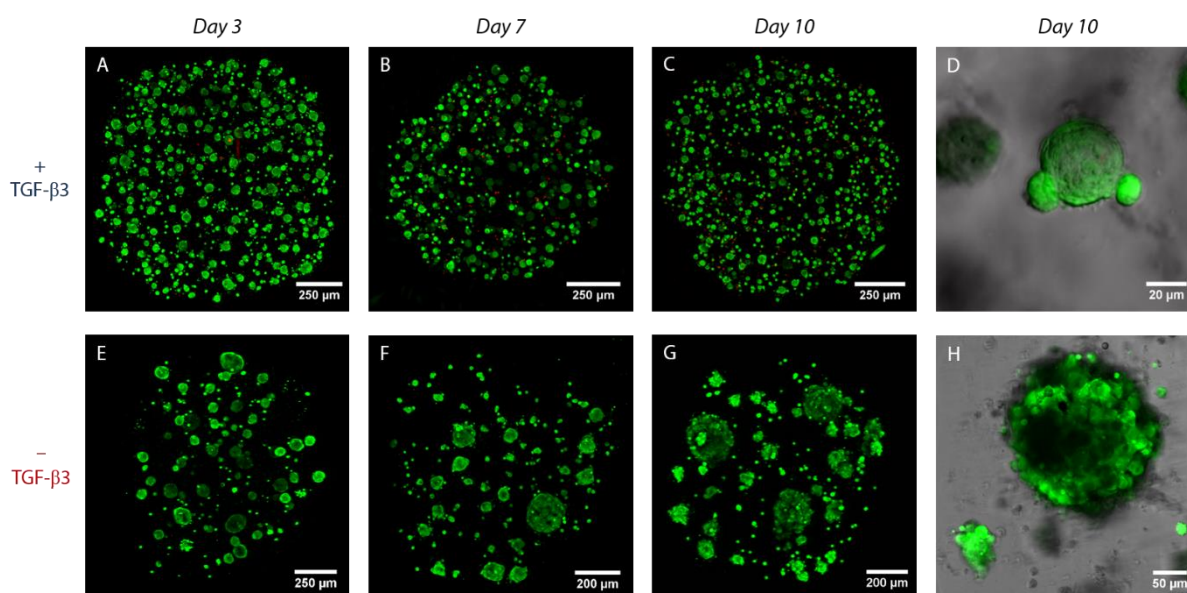 Day 3
Day 7
Day 10
Day 10
+
TGF-β3
A
B
C
D
250 µm
250 µm
250 µm
20 µm
–
TGF-β3
E
F
G
H
250 µm
200 µm
200 µm
50 µm